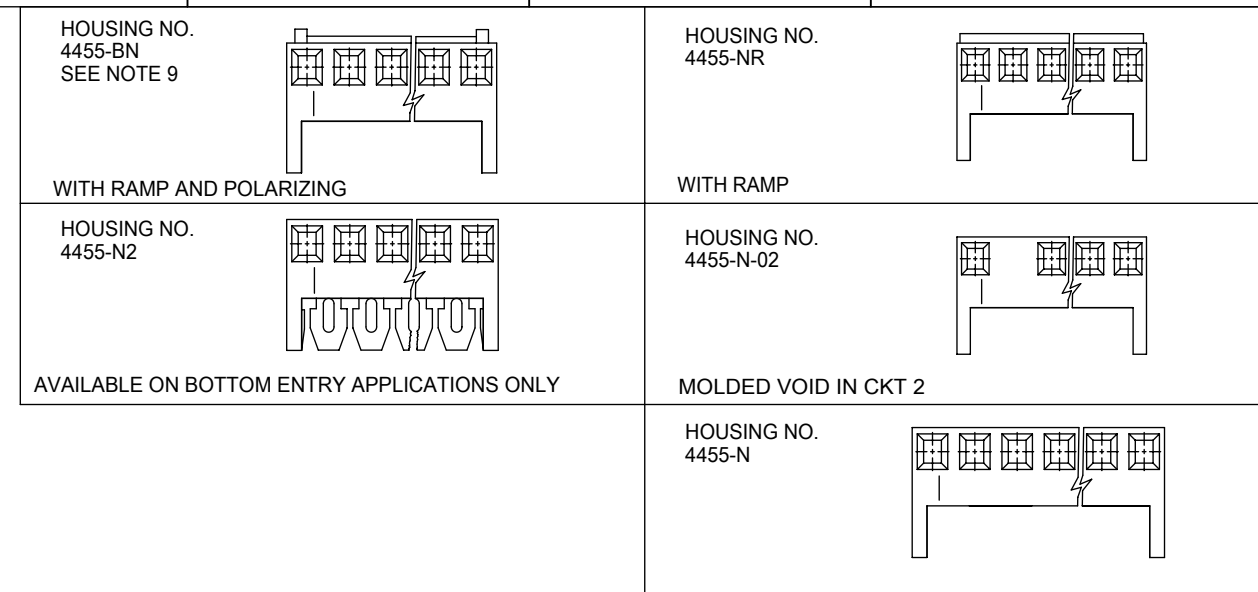 HOUSING NO.
4455-BN
SEE NOTE 9
WITH RAMP AND POLARIZING
HOUSING NO.
4455-NR
WITH RAMP
HOUSING NO.
4455-N2
AVAILABLE ON BOTTOM ENTRY APPLICATIONS ONLY
HOUSING NO.
4455-N-02
MOLDED VOID IN CKT 2
HOUSING NO.
4455-N